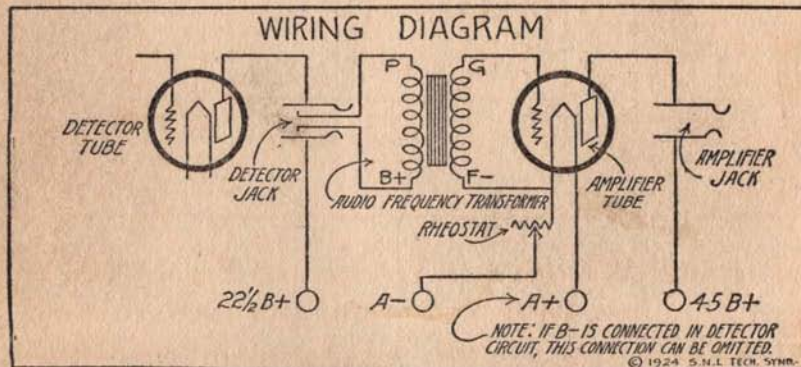 WIRING DIAGRAM
P
G
DETECTOR
TUBE
DETECTOR
JACK
B+
F-
AUDIO FREQUENCY TRANSFORMER
RHEOSTAT
AMPLIFIER
TUBE
AMPLIFIER
JACK
22½ B+
A-
A+
45 B+
NOTE: IF B- IS CONNECTED IN DETECTOR
CIRCUIT, THIS CONNECTION CAN BE OMITTED.
© 1924 S.N.L. TECH. SYND.